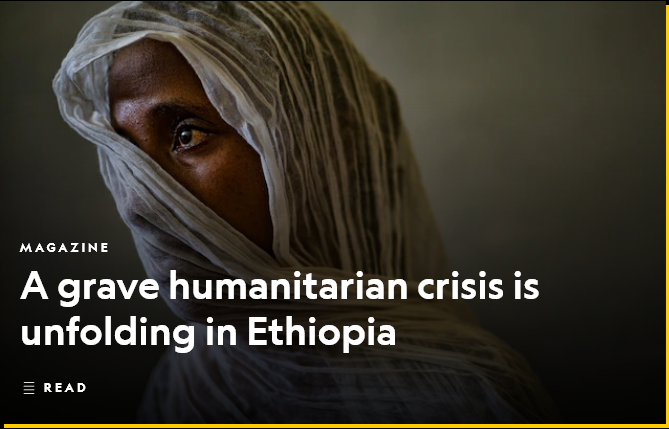 MAGAZINE
A grave humanitarian crisis is
unfolding in Ethiopia
READ